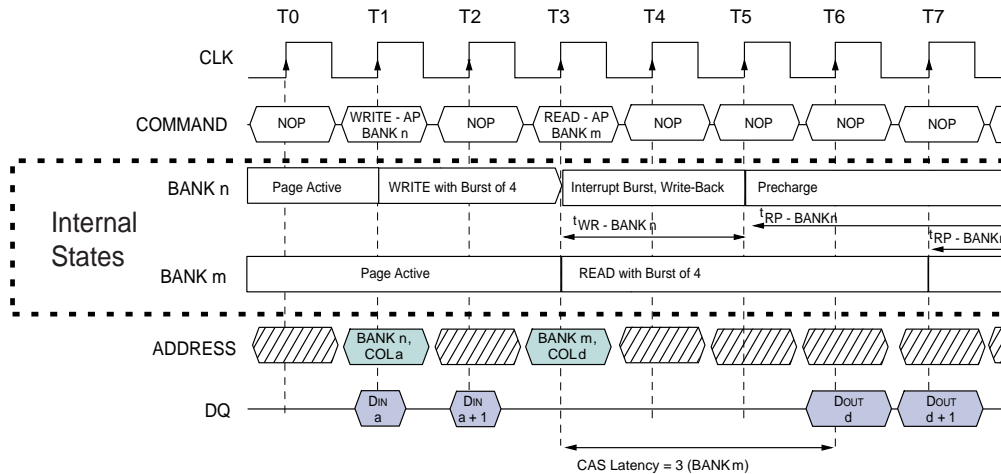 T0 T1 T2 T3 T4 T5 T6 T7
CLK
COMMAND NOP WRITE - AP NOP READ - AP NOP NOP NOP NOP
BANK n BANK m
BANK n Page Active WRITE with Burst of 4 Interrupt Burst, Write-Back Precharge
Internal
States
tWR - BANK n tRP - BANK n
tRP - BANK
BANK m Page Active READ with Burst of 4
ADDRESS BANK n, BANK m,
COL a COL d
DQ DIN DIN DOUT DOUT
a a + 1 d d + 1
CAS Latency = 3 (BANK m)